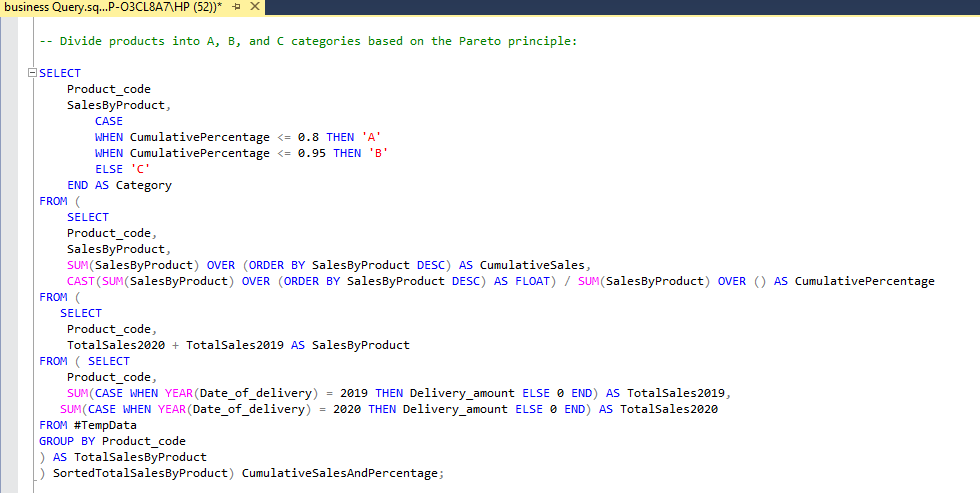 business Query.sq...P-O3CL8A7\HP (52))*
-- Divide products into A, B, and C categories based on the Pareto principle:
SELECT
Product_code
SalesByProduct,
CASE
WHEN CumulativePercentage <= 0.8 THEN 'A'
WHEN CumulativePercentage <= 0.95 THEN 'B'
ELSE 'C'
END AS Category
FROM (
SELECT
Product_code,
SalesByProduct,
SUM(SalesByProduct) OVER (ORDER BY SalesByProduct DESC) AS CumulativeSales,
CAST(SUM(SalesByProduct) OVER (ORDER BY SalesByProduct DESC) AS FLOAT) / SUM(SalesByProduct) OVER () AS CumulativePercentage
FROM (
SELECT
Product_code,
TotalSales2020 + TotalSales2019 AS SalesByProduct
FROM ( SELECT
Product_code,
SUM(CASE WHEN YEAR(Date_of_delivery) = 2019 THEN Delivery_amount ELSE 0 END) AS TotalSales2019,
SUM(CASE WHEN YEAR(Date_of_delivery) = 2020 THEN Delivery_amount ELSE 0 END) AS TotalSales2020
FROM #TempData
GROUP BY Product_code
) AS TotalSalesByProduct
) SortedTotalSalesByProduct) CumulativeSalesAndPercentage;